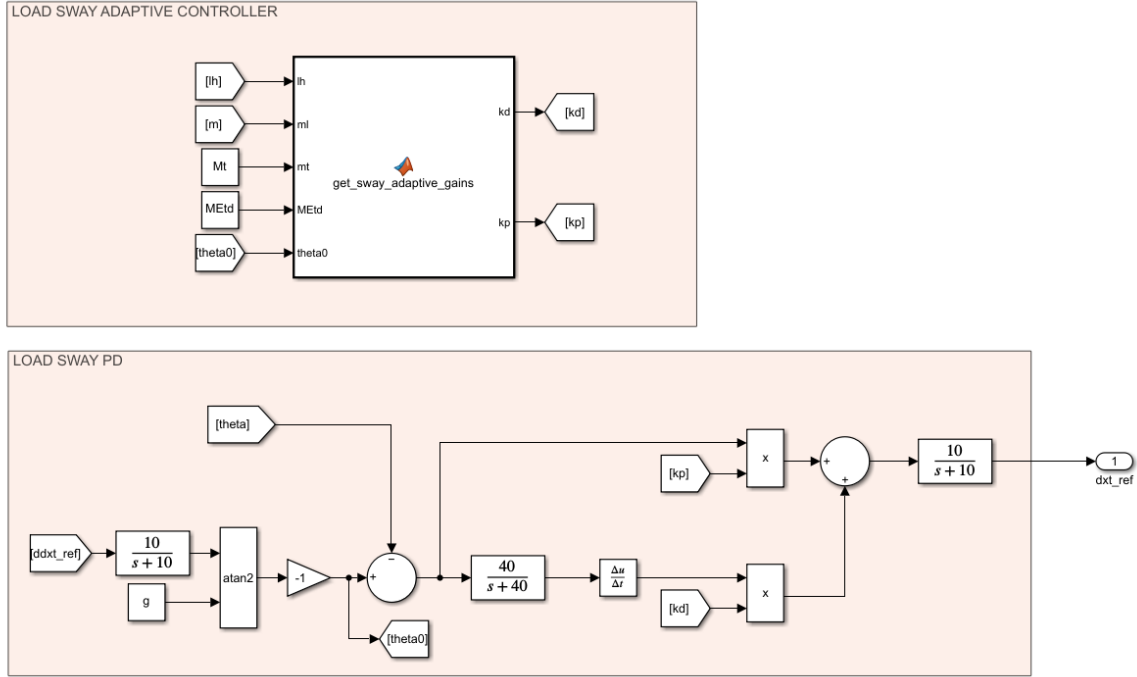 LOAD SWAY ADAPTIVE CONTROLLER
[lh]
lh
[m]
ml
kd
[kd]
Mt
mt
get_sway_adaptive_gains
MEtd
MEtd
kp
[kp]
[theta0]
theta0
LOAD SWAY PD
[theta]
x
+
+
10
s + 10
1
dxt_ref
[kp]
[ddxt_ref]
10
s + 10
atan2
-1
+
−
40
s + 40
Δu
Δt
x
g
[kd]
[theta0]